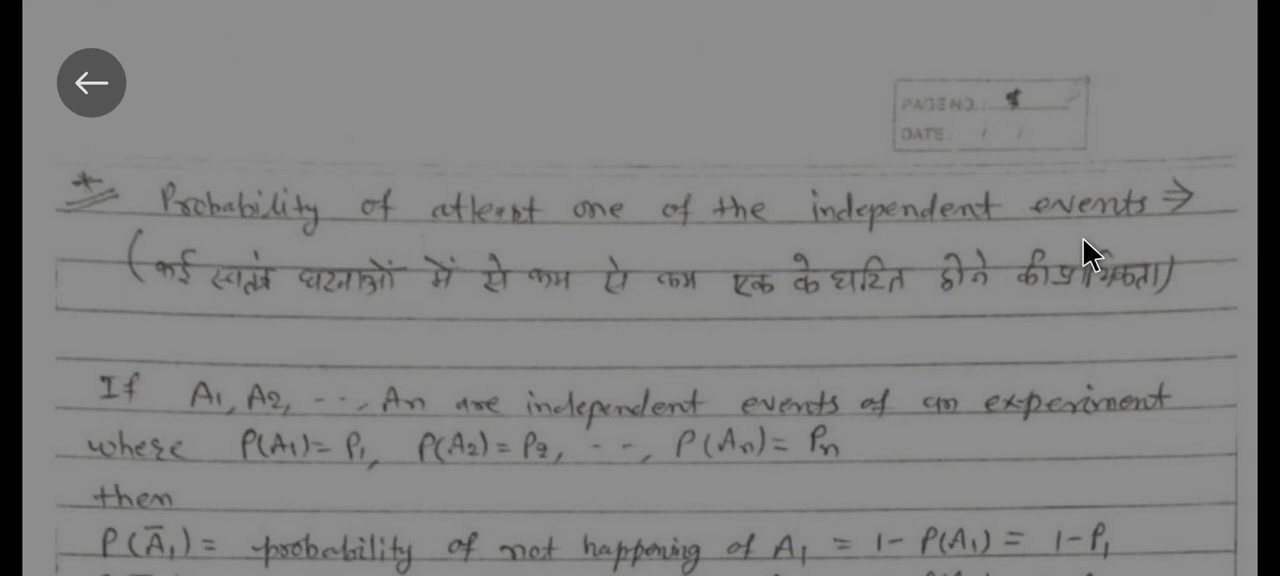 PAGE NO.:
DATE: / /
* Probability of atleast one of the independent events ⇒
(कई स्वतंत्र घटनाओं में से कम से कम एक के घटित होने की प्रायिकता)
If A1, A2, ..., An are independent events of an experiment
where P(A1) = P1, P(A2) = P2, ..., P(An) = Pn
then
P(Ā1) = probability of not happening of A1 = 1 - P(A1) = 1 - P1